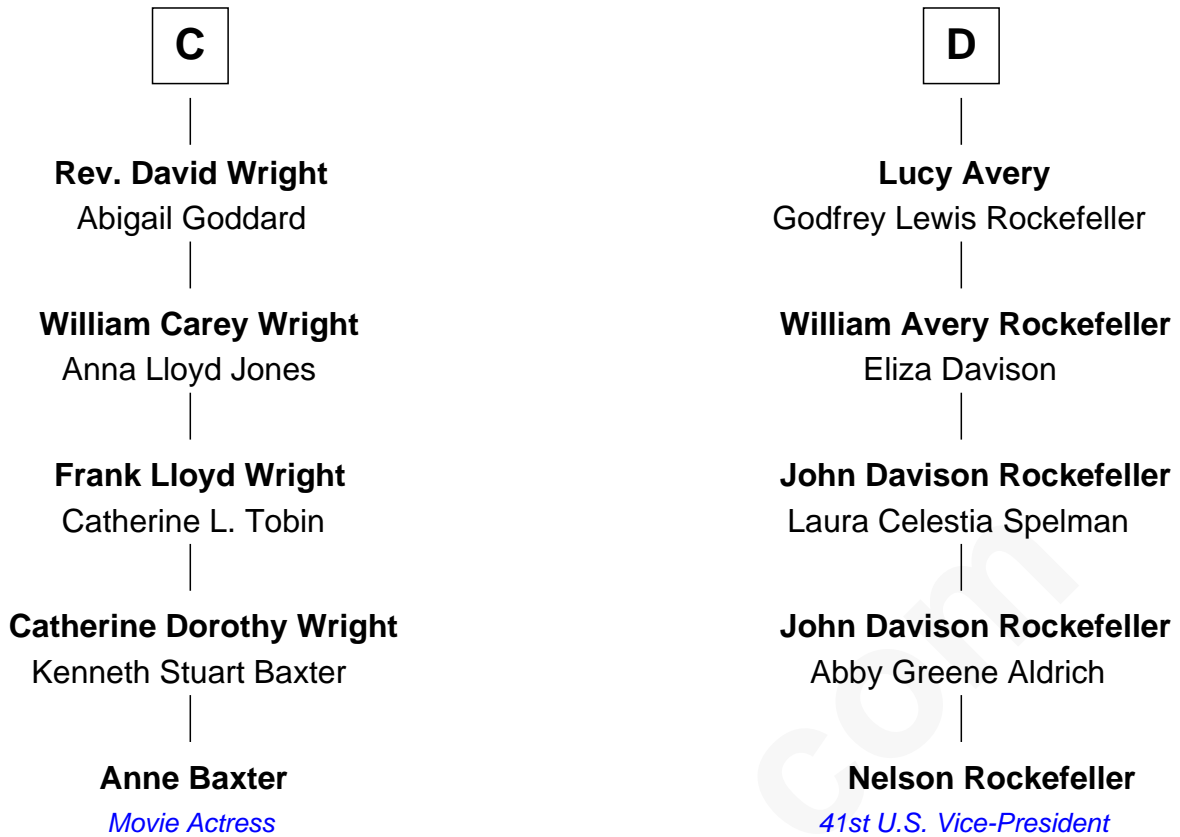 C
Rev. David Wright
Abigail Goddard
William Carey Wright
Anna Lloyd Jones
Frank Lloyd Wright
Catherine L. Tobin
Catherine Dorothy Wright
Kenneth Stuart Baxter
Anne Baxter
Movie Actress
D
Lucy Avery
Godfrey Lewis Rockefeller
William Avery Rockefeller
Eliza Davison
John Davison Rockefeller
Laura Celestia Spelman
John Davison Rockefeller
Abby Greene Aldrich
Nelson Rockefeller
41st U.S. Vice-President
com